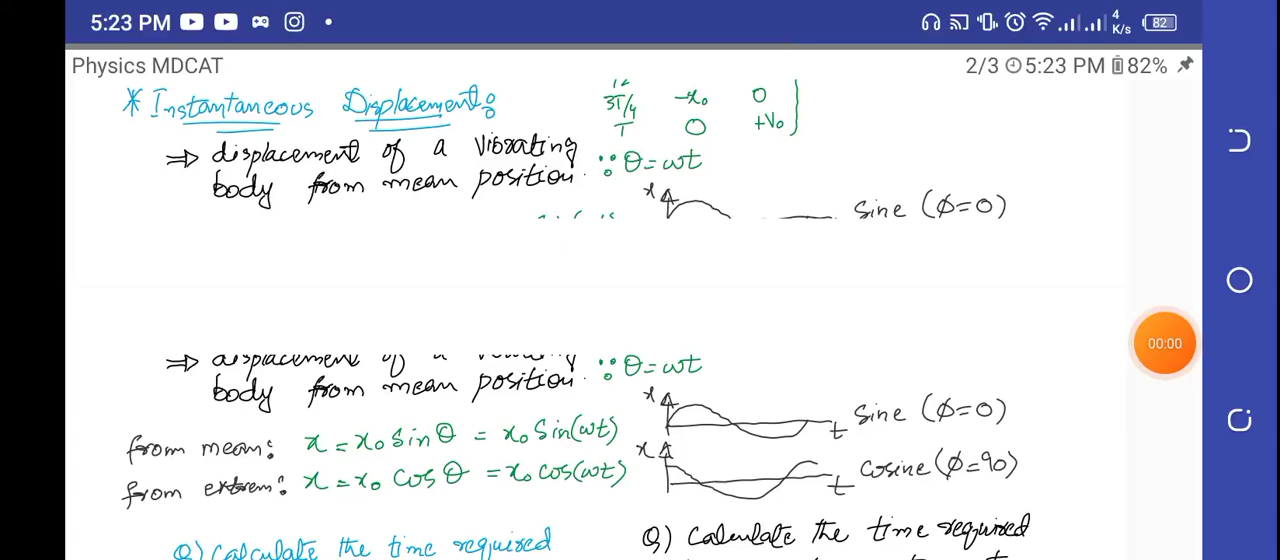 5:23 PM
4 K/s
82
Physics MDCAT
2/3 5:23 PM 82%
* Instantaneous Displacement:
3T/4 -x₀ 0
T 0 +V₀
⇒ displacement of a vibrating
body from mean position.
∵ θ = ωt
x
Sine (ϕ=0)
⇒ displacement of a vibrating
body from mean position.
∵ θ = ωt
x t Sine (ϕ=0)
from mean: x = x₀ Sin θ = x₀ Sin(ωt)
x t Cosine (ϕ=90)
from extrem: x = x₀ Cos θ = x₀ Cos(ωt)
Q) Calculate the time required
Q) Calculate the time required
00:00